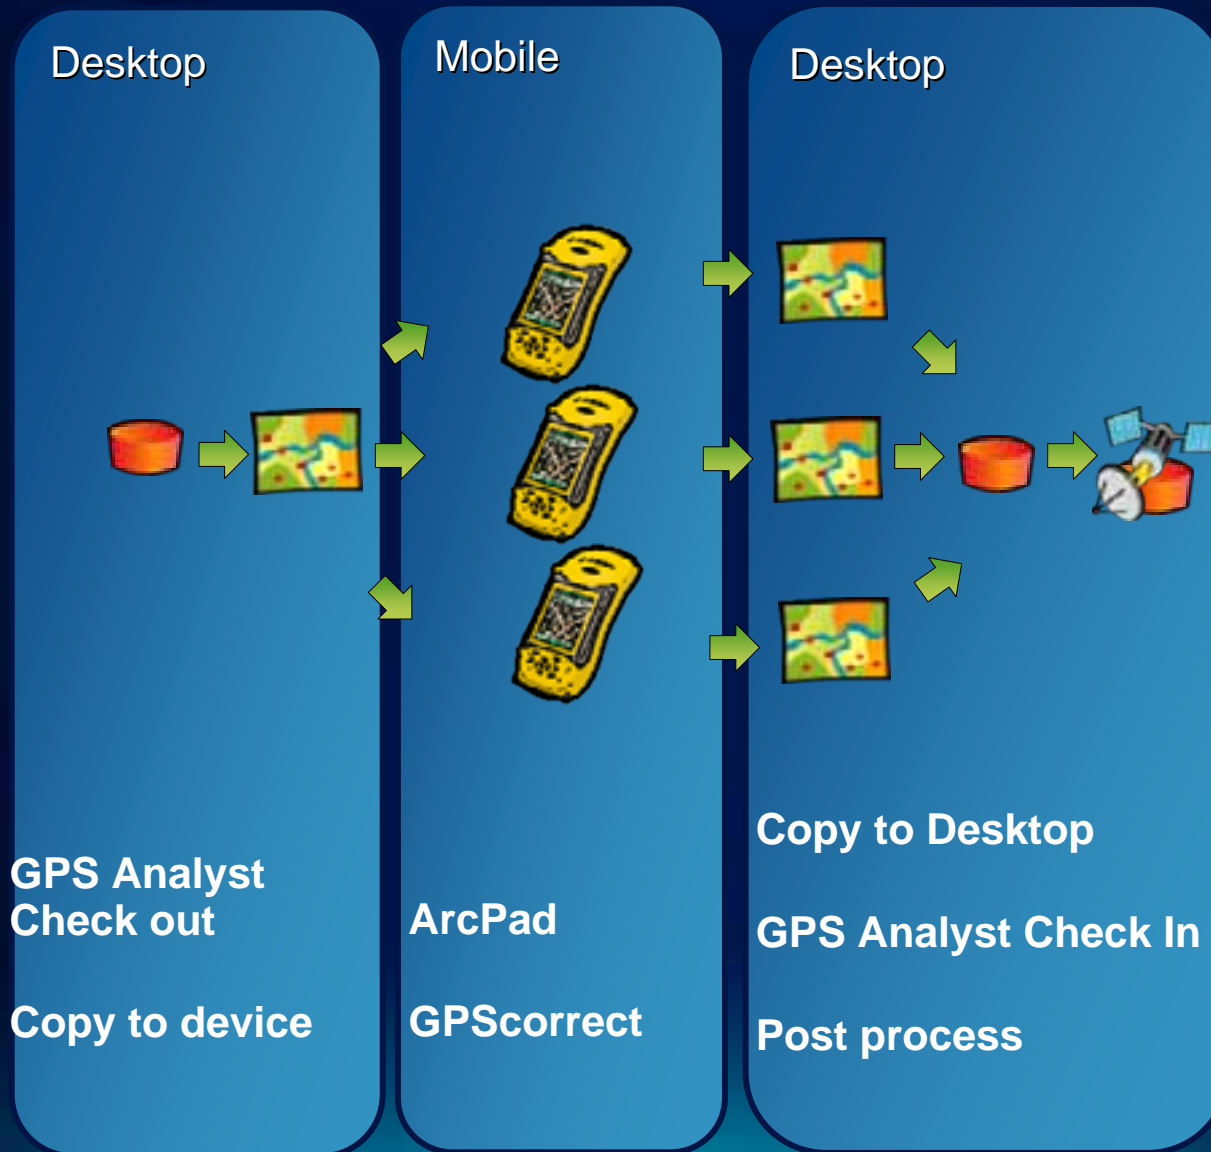 Desktop
GPS Analyst
Check out
Copy to device
Mobile
ArcPad
GPScorrect
Desktop
Copy to Desktop
GPS Analyst Check In
Post process